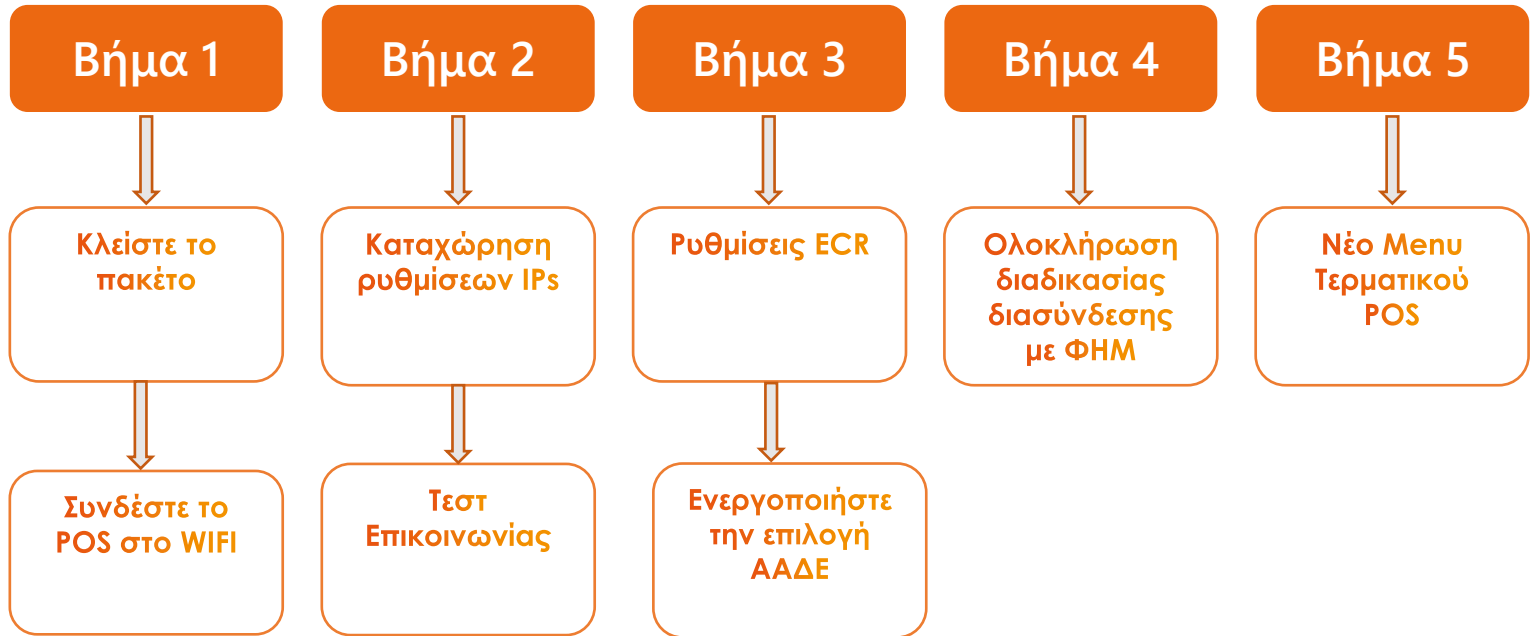 Βήμα 1
Βήμα 2
Βήμα 3
Βήμα 4
Βήμα 5
Κλείστε το
πακέτο
Καταχώρηση
ρυθμίσεων IPs
Ρυθμίσεις ECR
Ολοκλήρωση
διαδικασίας
διασύνδεσης
με ΦΗΜ
Νέο Menu
Τερματικού
POS
Συνδέστε το
POS στο WIFI
Τεστ
Επικοινωνίας
Ενεργοποιήστε
την επιλογή
ΑΑΔΕ